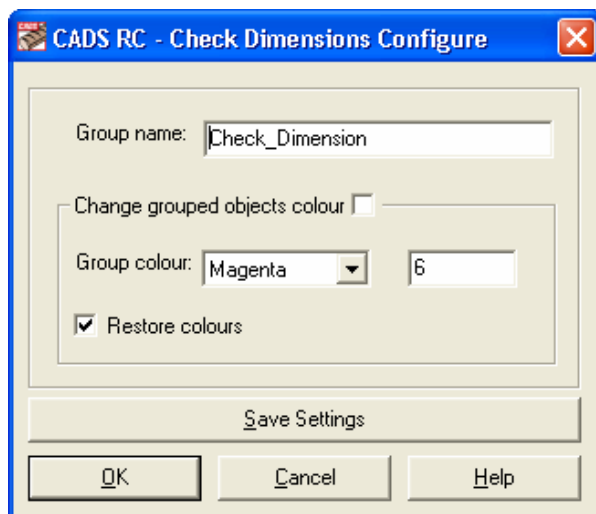 CADS RC - Check Dimensions Configure
Group name: Check_Dimension
Change grouped objects colour
Group colour: Magenta 6
Restore colours
Save Settings
OK Cancel Help